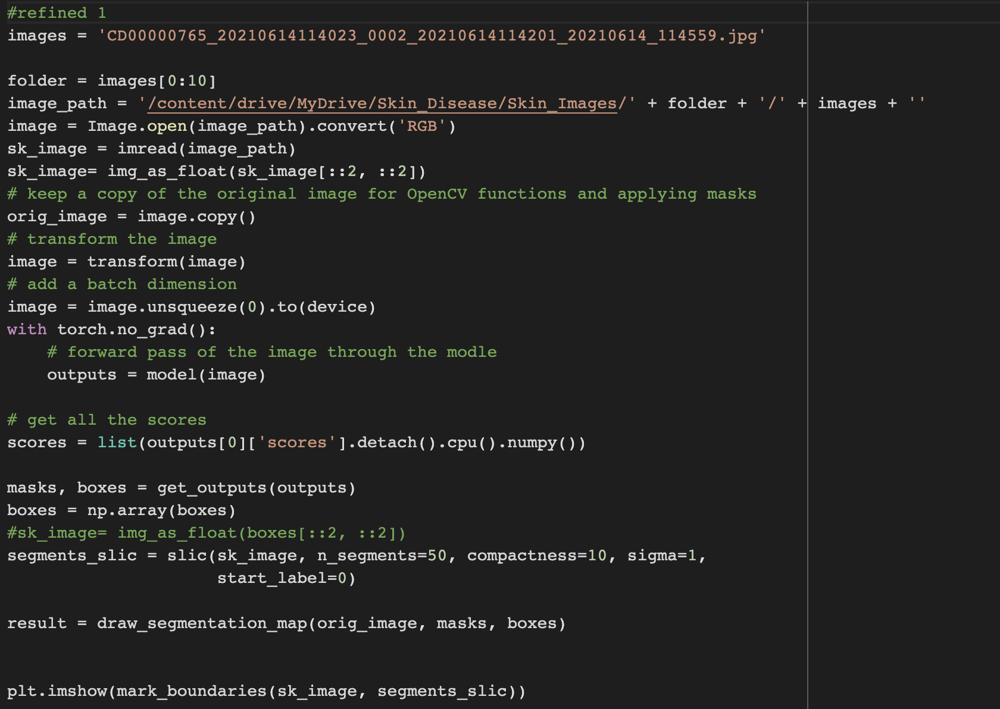 #refined 1
images = 'CD00000765_20210614114023_0002_20210614114201_20210614_114559.jpg'
folder = images[0:10]
image_path = '/content/drive/MyDrive/Skin_Disease/Skin_Images/' + folder + '/' + images + ''
image = Image.open(image_path).convert('RGB')
sk_image = imread(image_path)
sk_image= img_as_float(sk_image[::2, ::2])
# keep a copy of the original image for OpenCV functions and applying masks
orig_image = image.copy()
# transform the image
image = transform(image)
# add a batch dimension
image = image.unsqueeze(0).to(device)
with torch.no_grad():
    # forward pass of the image through the modle
    outputs = model(image)
# get all the scores
scores = list(outputs[0]['scores'].detach().cpu().numpy())
masks, boxes = get_outputs(outputs)
boxes = np.array(boxes)
#sk_image= img_as_float(boxes[::2, ::2])
segments_slic = slic(sk_image, n_segments=50, compactness=10, sigma=1,
                     start_label=0)
result = draw_segmentation_map(orig_image, masks, boxes)
plt.imshow(mark_boundaries(sk_image, segments_slic))